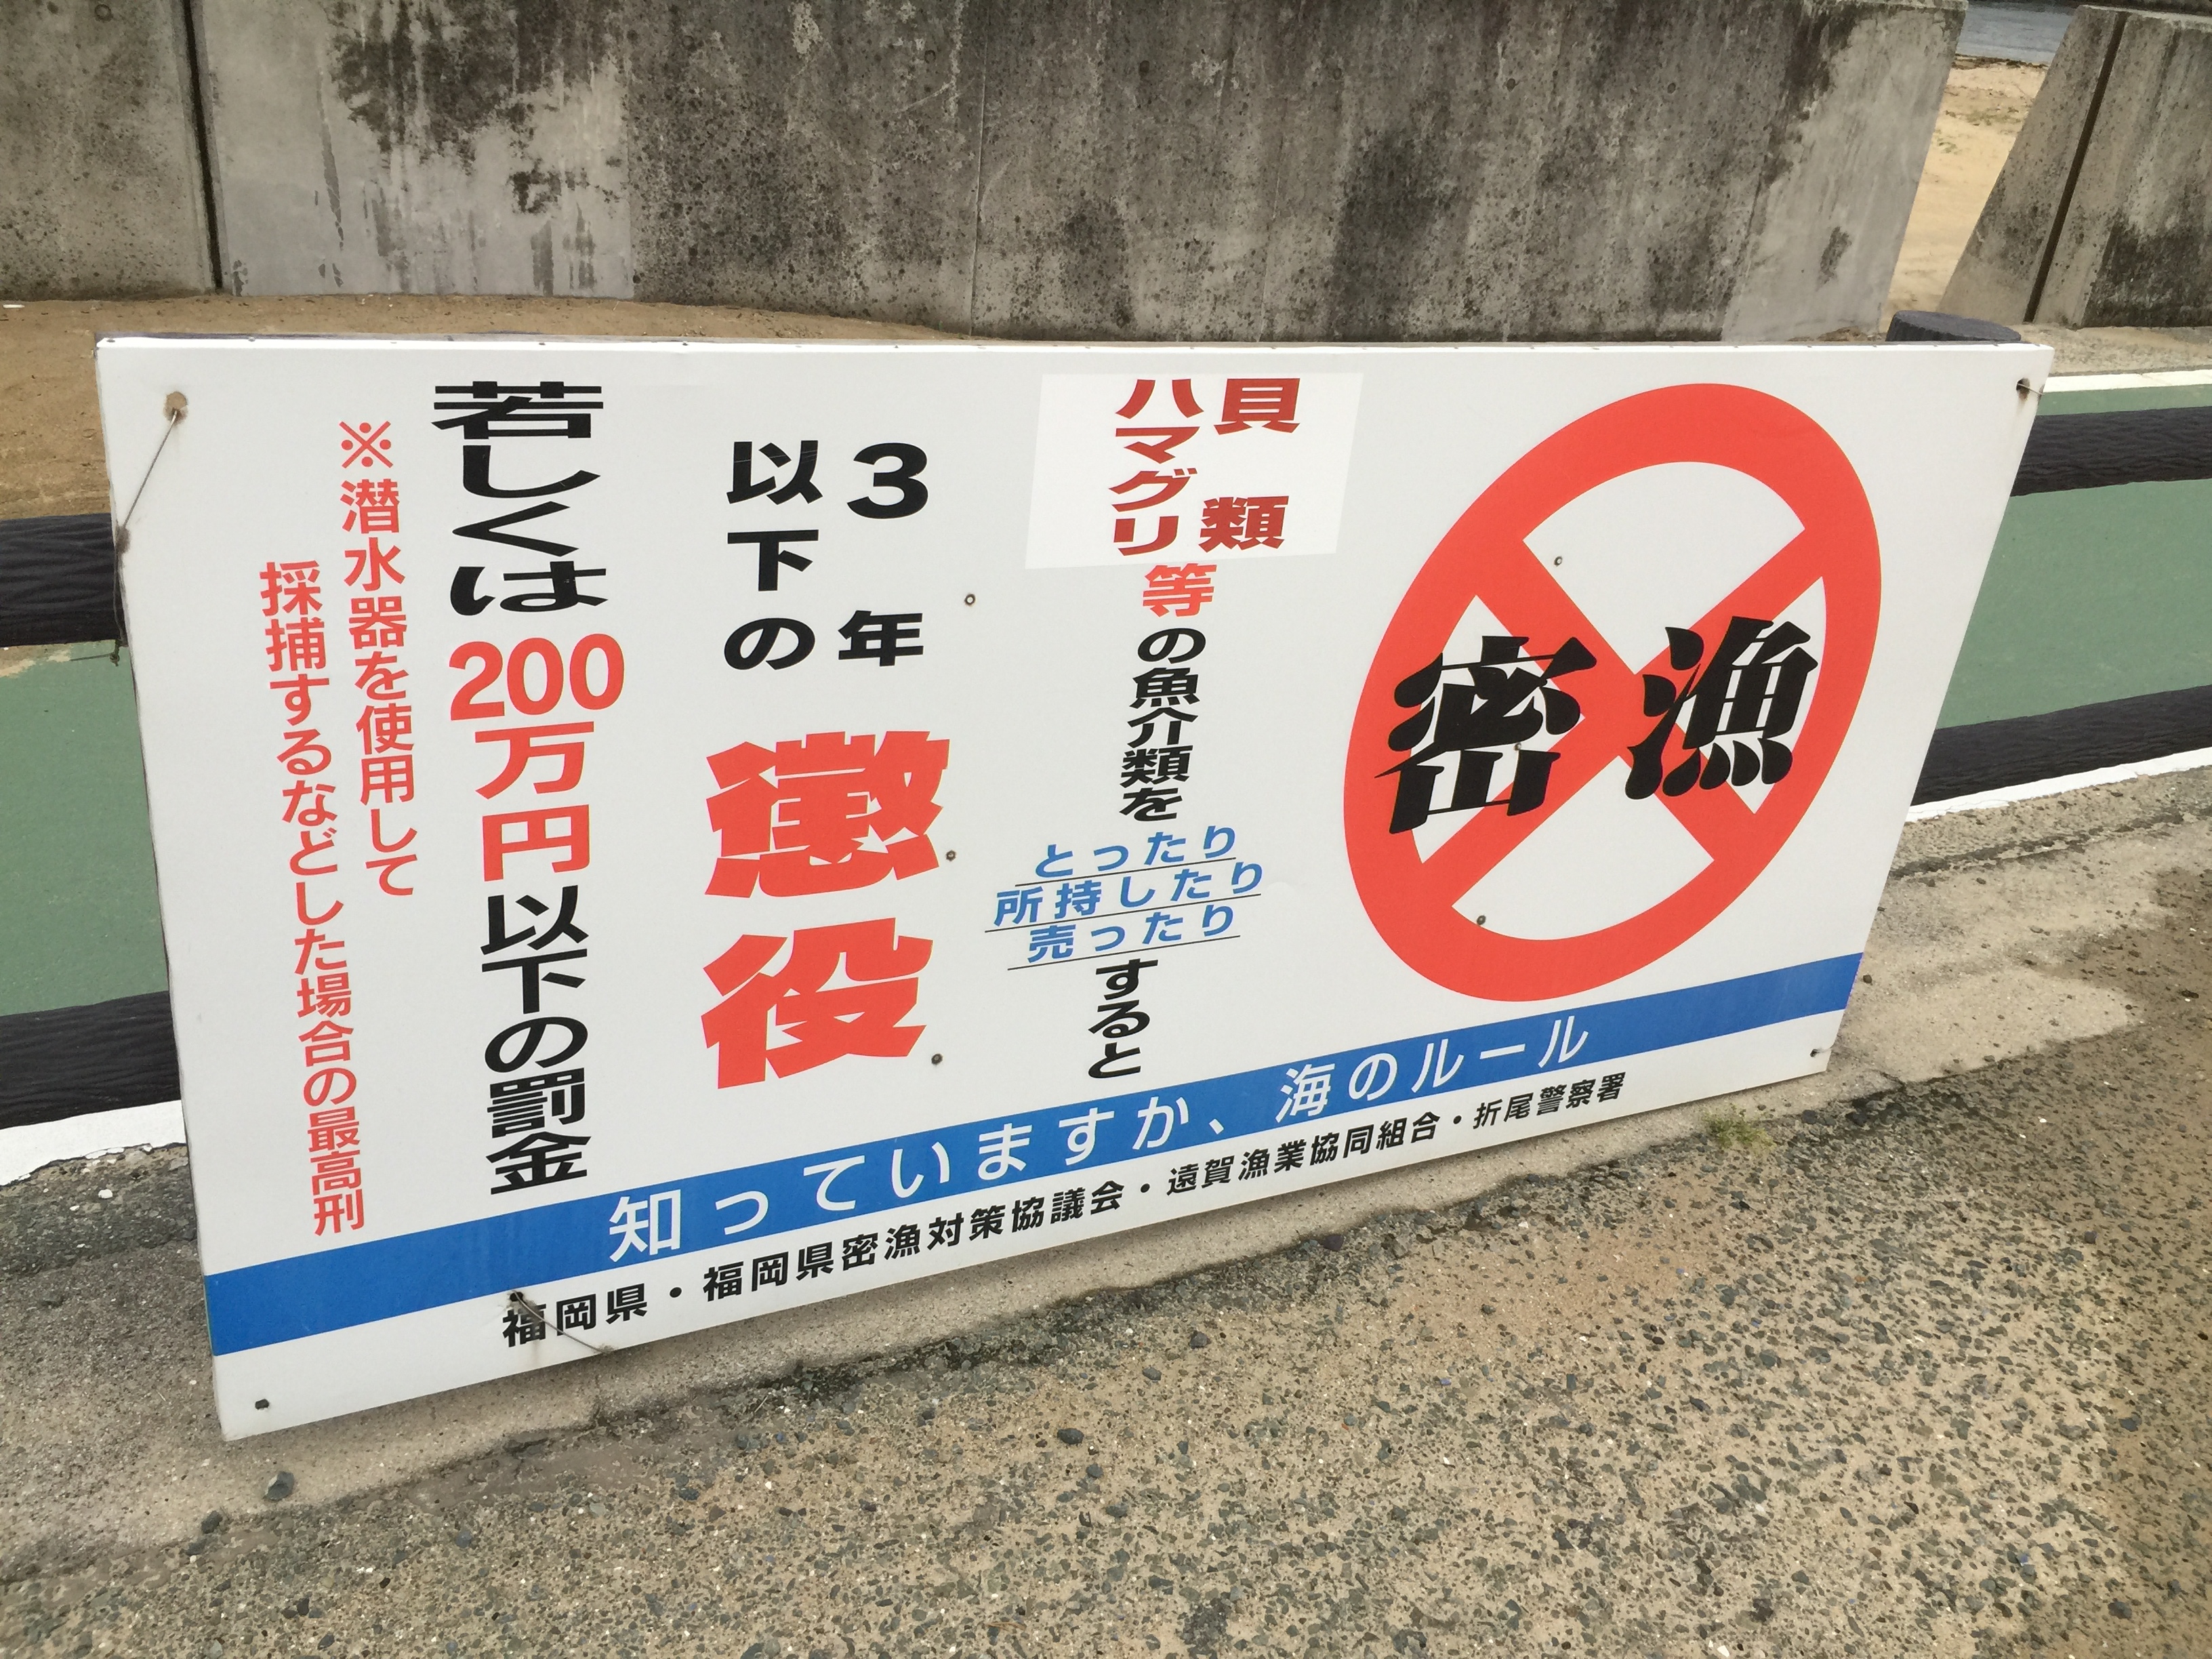 密漁
貝類
ハマグリ
等の魚介類を
とったり
所持したり
売ったり
すると
3年
以下の
懲役
若しくは200万円以下の罰金
※潜水器を使用して
採捕するなどした場合の最高刑
知っていますか、海のルール
福岡県・福岡県密漁対策協議会・遠賀漁業協同組合・折尾警察署